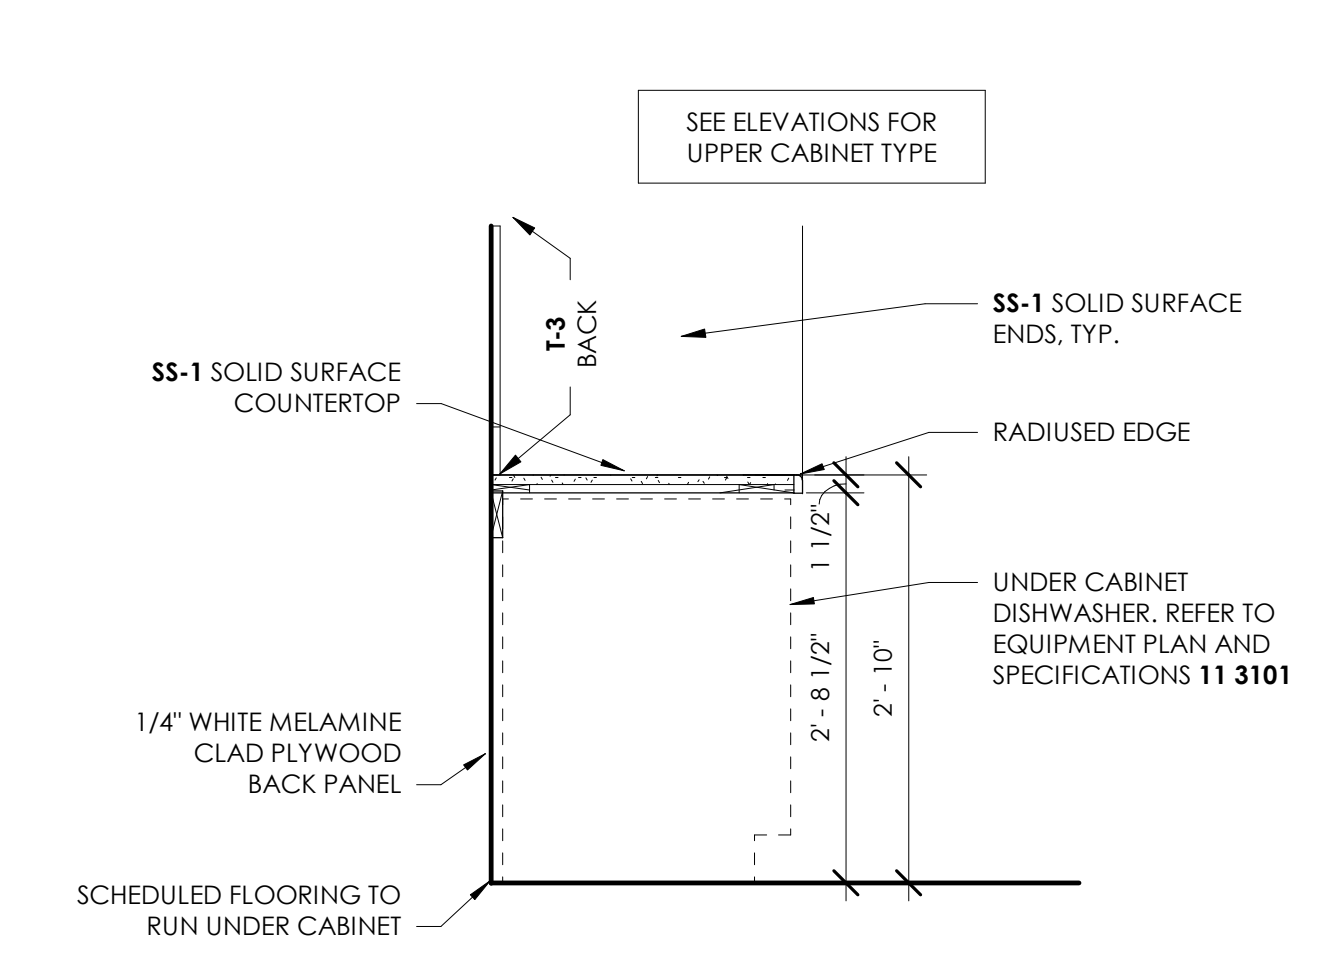 SEE ELEVATIONS FOR
UPPER CABINET TYPE
T-3
BACK
SS-1 SOLID SURFACE
ENDS, TYP.
SS-1 SOLID SURFACE
COUNTERTOP
RADIUSED EDGE
1 1/2"
UNDER CABINET
DISHWASHER. REFER TO
EQUIPMENT PLAN AND
SPECIFICATIONS 11 3101
2' - 8 1/2"
2' - 10"
1/4" WHITE MELAMINE
CLAD PLYWOOD
BACK PANEL
SCHEDULED FLOORING TO
RUN UNDER CABINET